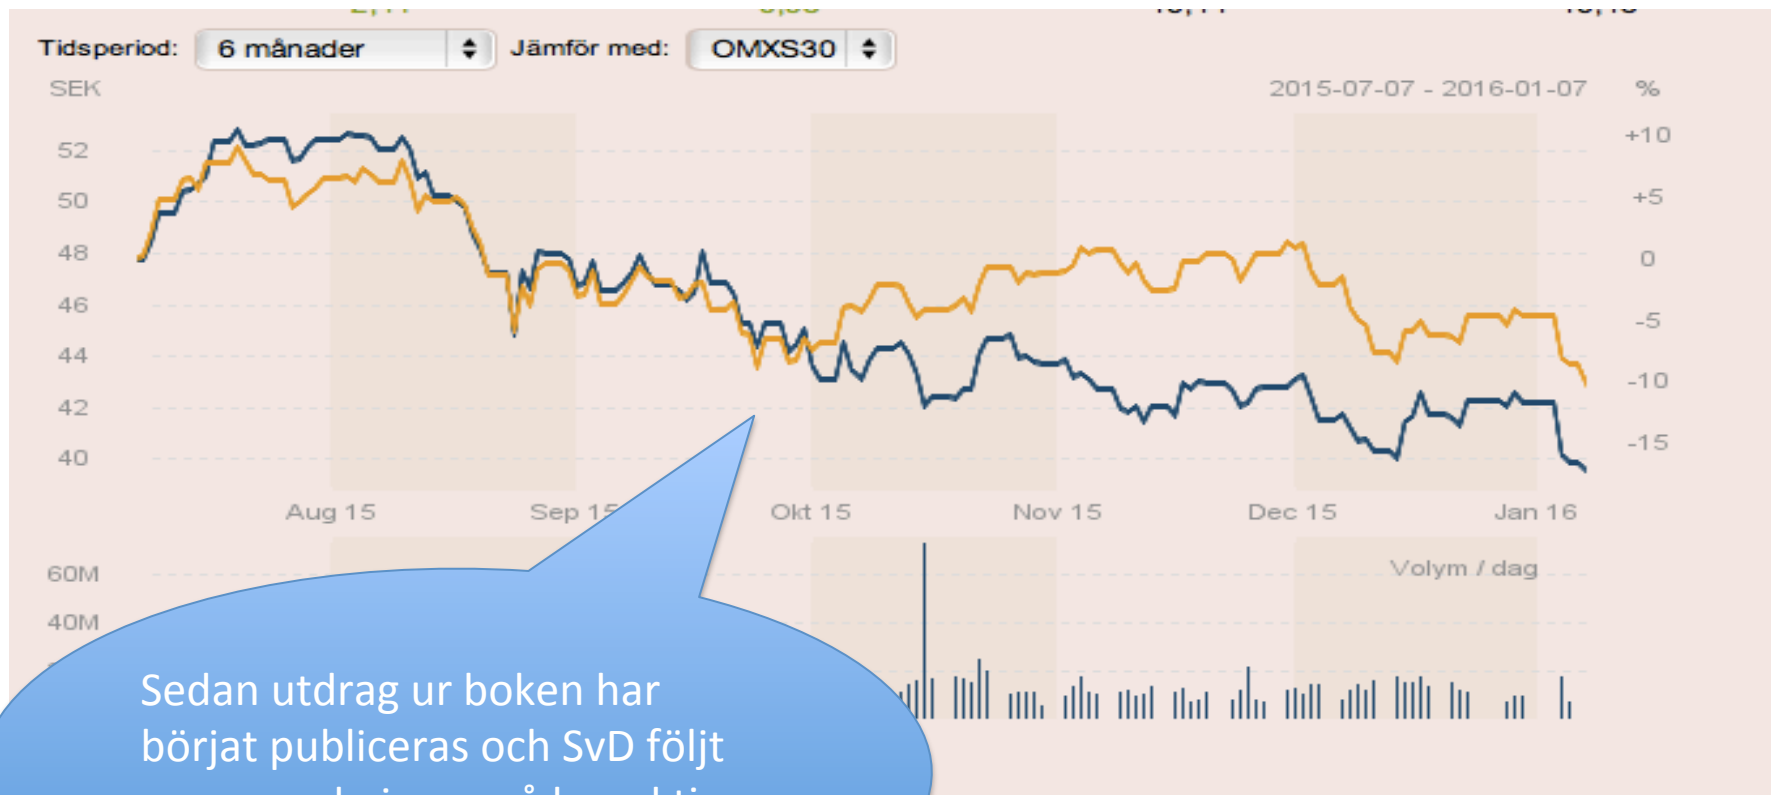 Tidsperiod: 6 månader Jämför med: OMXS30
SEK 2015-07-07 - 2016-01-07 %
52 +10
50 +5
48 0
46 -5
44 -10
42 -15
40
Aug 15 Sep 15 Okt 15 Nov 15 Dec 15 Jan 16
60M Volym / dag
40M
Sedan utdrag ur boken har
börjat publiceras och SvD följt